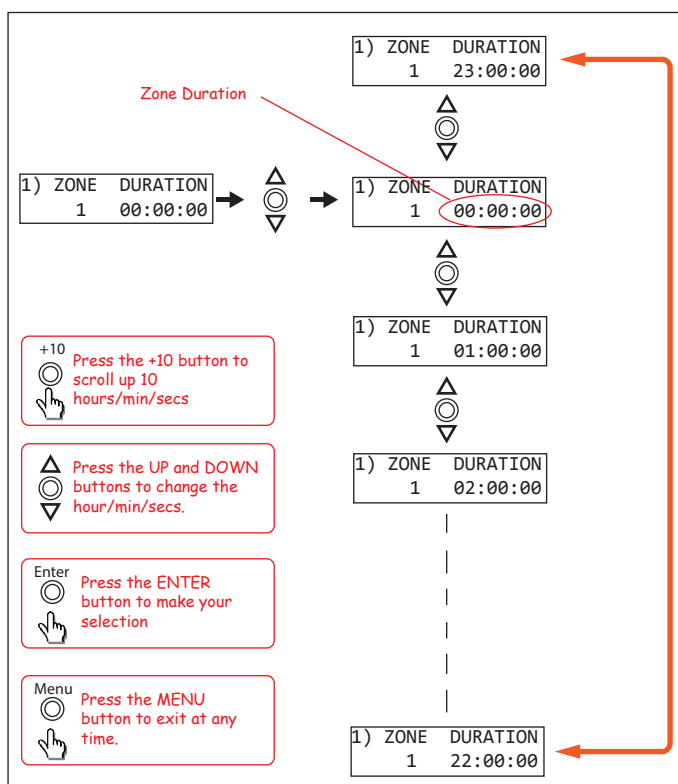 1) ZONE DURATION
1 23:00:00
Zone Duration
1) ZONE DURATION
1 00:00:00
1) ZONE DURATION
1 00:00:00
1) ZONE DURATION
1 01:00:00
+10
Press the +10 button to
scroll up 10
hours/min/secs
1) ZONE DURATION
1 02:00:00
Press the UP and DOWN
buttons to change the
hour/min/secs.
Enter
Press the ENTER
button to make your
selection
Menu
Press the MENU
button to exit at any
time.
1) ZONE DURATION
1 22:00:00